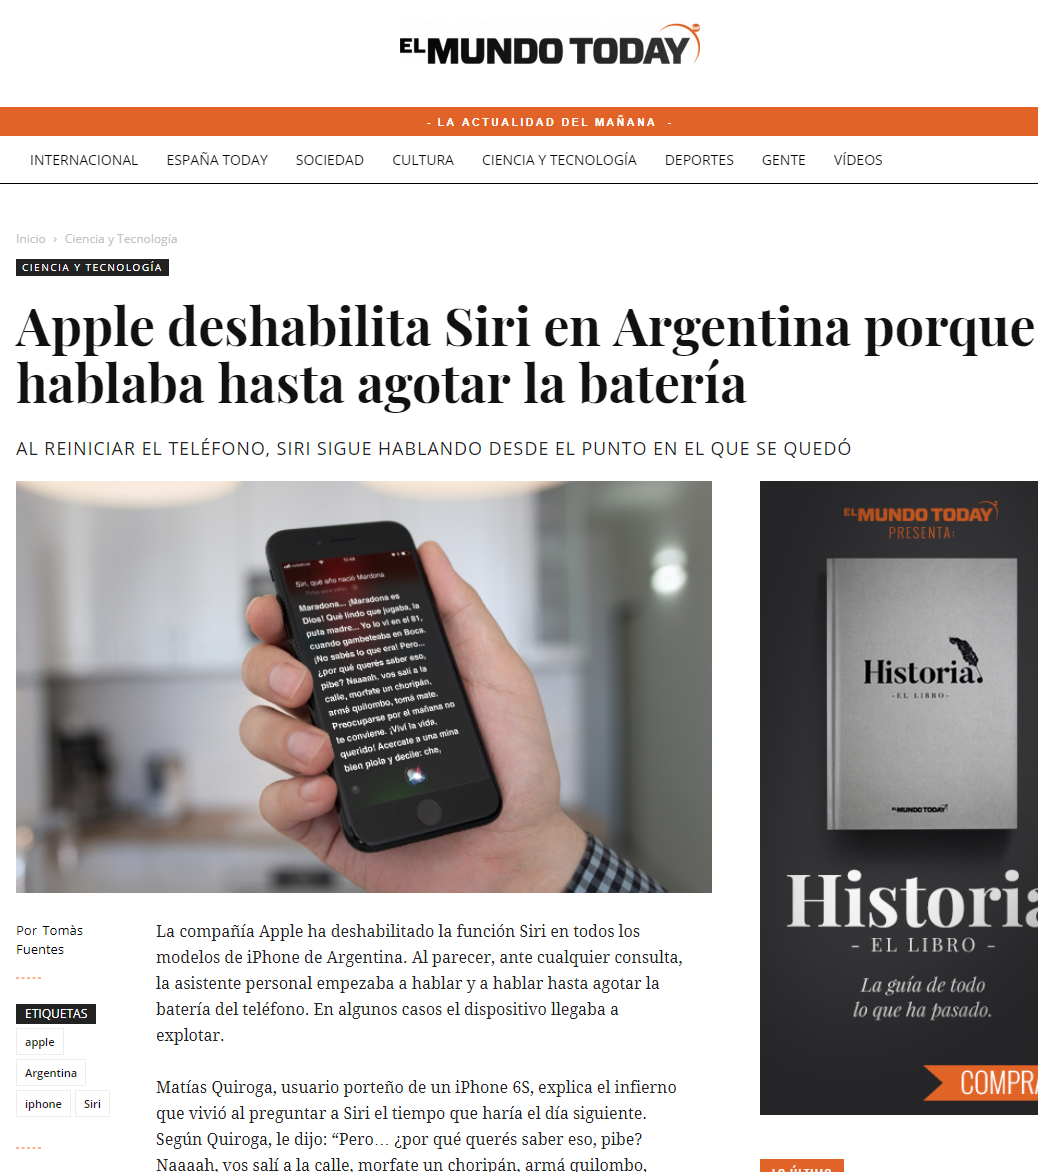 EL MUNDO TODAY
- LA ACTUALIDAD DEL MAÑANA -
INTERNACIONAL ESPAÑA TODAY SOCIEDAD CULTURA CIENCIA Y TECNOLOGÍA DEPORTES GENTE VÍDEOS
Inicio › Ciencia y Tecnología
CIENCIA Y TECNOLOGÍA
Apple deshabilita Siri en Argentina porque
hablaba hasta agotar la batería
AL REINICIAR EL TELÉFONO, SIRI SIGUE HABLANDO DESDE EL PUNTO EN EL QUE SE QUEDÓ
Siri, qué año nació Mardona
Maradona... ¡Maradona es
Dios! Qué lindo que jugaba, la
puta madre... Yo lo ví en el 81,
cuando gambeteaba en Boca.
¡No sabés lo que era! Pero...
¿por qué querés saber eso,
pibe? Naaaah, vos salí a la
calle, morfate un choripán,
armá quilombo, tomá mate.
Preocuparse por el mañana no
te conviene. ¡Viví la vida,
querido! Acercate a una mina
bien piola y decile: che,
EL MUNDO TODAY
PRESENTA:
Historia.
- EL LIBRO -
EL MUNDO TODAY
Historia
- EL LIBRO -
La guía de todo
lo que ha pasado.
COMPRA
Por Tomàs
Fuentes
ETIQUETAS
apple
Argentina
iphone Siri
La compañía Apple ha deshabilitado la función Siri en todos los
modelos de iPhone de Argentina. Al parecer, ante cualquier consulta,
la asistente personal empezaba a hablar y a hablar hasta agotar la
batería del teléfono. En algunos casos el dispositivo llegaba a
explotar.
Matías Quiroga, usuario porteño de un iPhone 6S, explica el infierno
que vivió al preguntar a Siri el tiempo que haría el día siguiente.
Según Quiroga, le dijo: “Pero… ¿por qué querés saber eso, pibe?
Naaaah, vos salí a la calle, morfate un choripán, armá quilombo,
LO ÚLTIMO